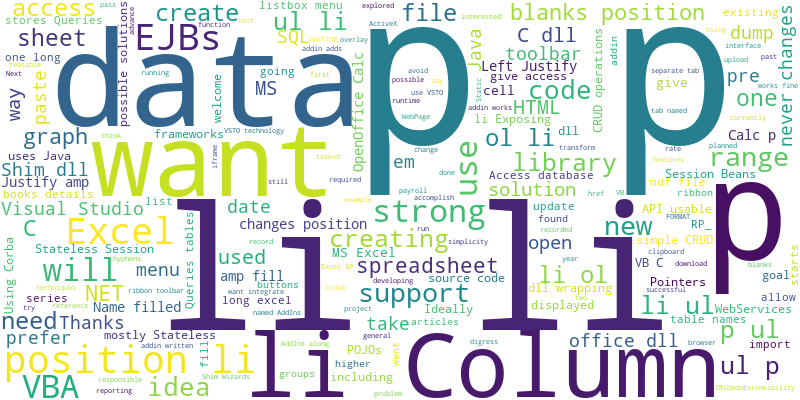 access
stores Queries
create
listbox menu
ul li
file
blanks position
existing
text
pass
explored
ActiveX
function
pasting
overlay
advance
sheet
EJBs
SQL
addin adds
C dll
toolbar
dump
interface
upload
past
Using
first
one long
data
p
p
possible solutions
welcome
going
MS
OpenOffice Calc
Java
Left Justify
give access
addin
CRUD operations
pre
works fine
never changes
way
paste
running
feasible
Next
avoid
possible
use VSTO
runtime
cell
code
HTML
separate tab
tab named
give
one
graph
frameworks
VSTO technology
WebPage
Static
li Exposing
ol li
dll
currently
Calc p
uses Java
Shim dll
want
iframe
think
tasked
em
change
addin works
use
library
transform
rate
planned
range
Justify amp
still
required
Access database
solution
features
mdf file
Session Beans
books details
list
example
payroll
done
href
VB
ribbon
Visual Studio
date
accomplish
run
strong
update
found
recorded
API usable
FORMAT
RP_
C
Excel
changes position
record
hyphens
li
li
p
Stateless Session
Queries tables
creating
MS Excel
simplicity
open
new
simple CRUD
clipboard
VB C
download
blanks
Using Corba
will
menu
used
amp fill
spreadsheet
source code
li ol
Pointers
successful
goal
year
starts
techniques
try
reference
series
NET
ribbon toolbar
buttons
want integrate
break
Excel XP
developing
support
Ideally
dll wrapping
two
displayed
li ul
allow
WebServices
need
Thanks
Name filled
long excel
named AddIns
project
take
articles
table names
browser
prefer
mostly Stateless
addin written
AddIns along
general
went
POJOs
higher
digress
office dll
p ul
import
position li
fill
li
Column
ul p
VBA
idea
responsible
reporting
Shim Wizards
groups
including
problem
interested
IRibbonExtensibility